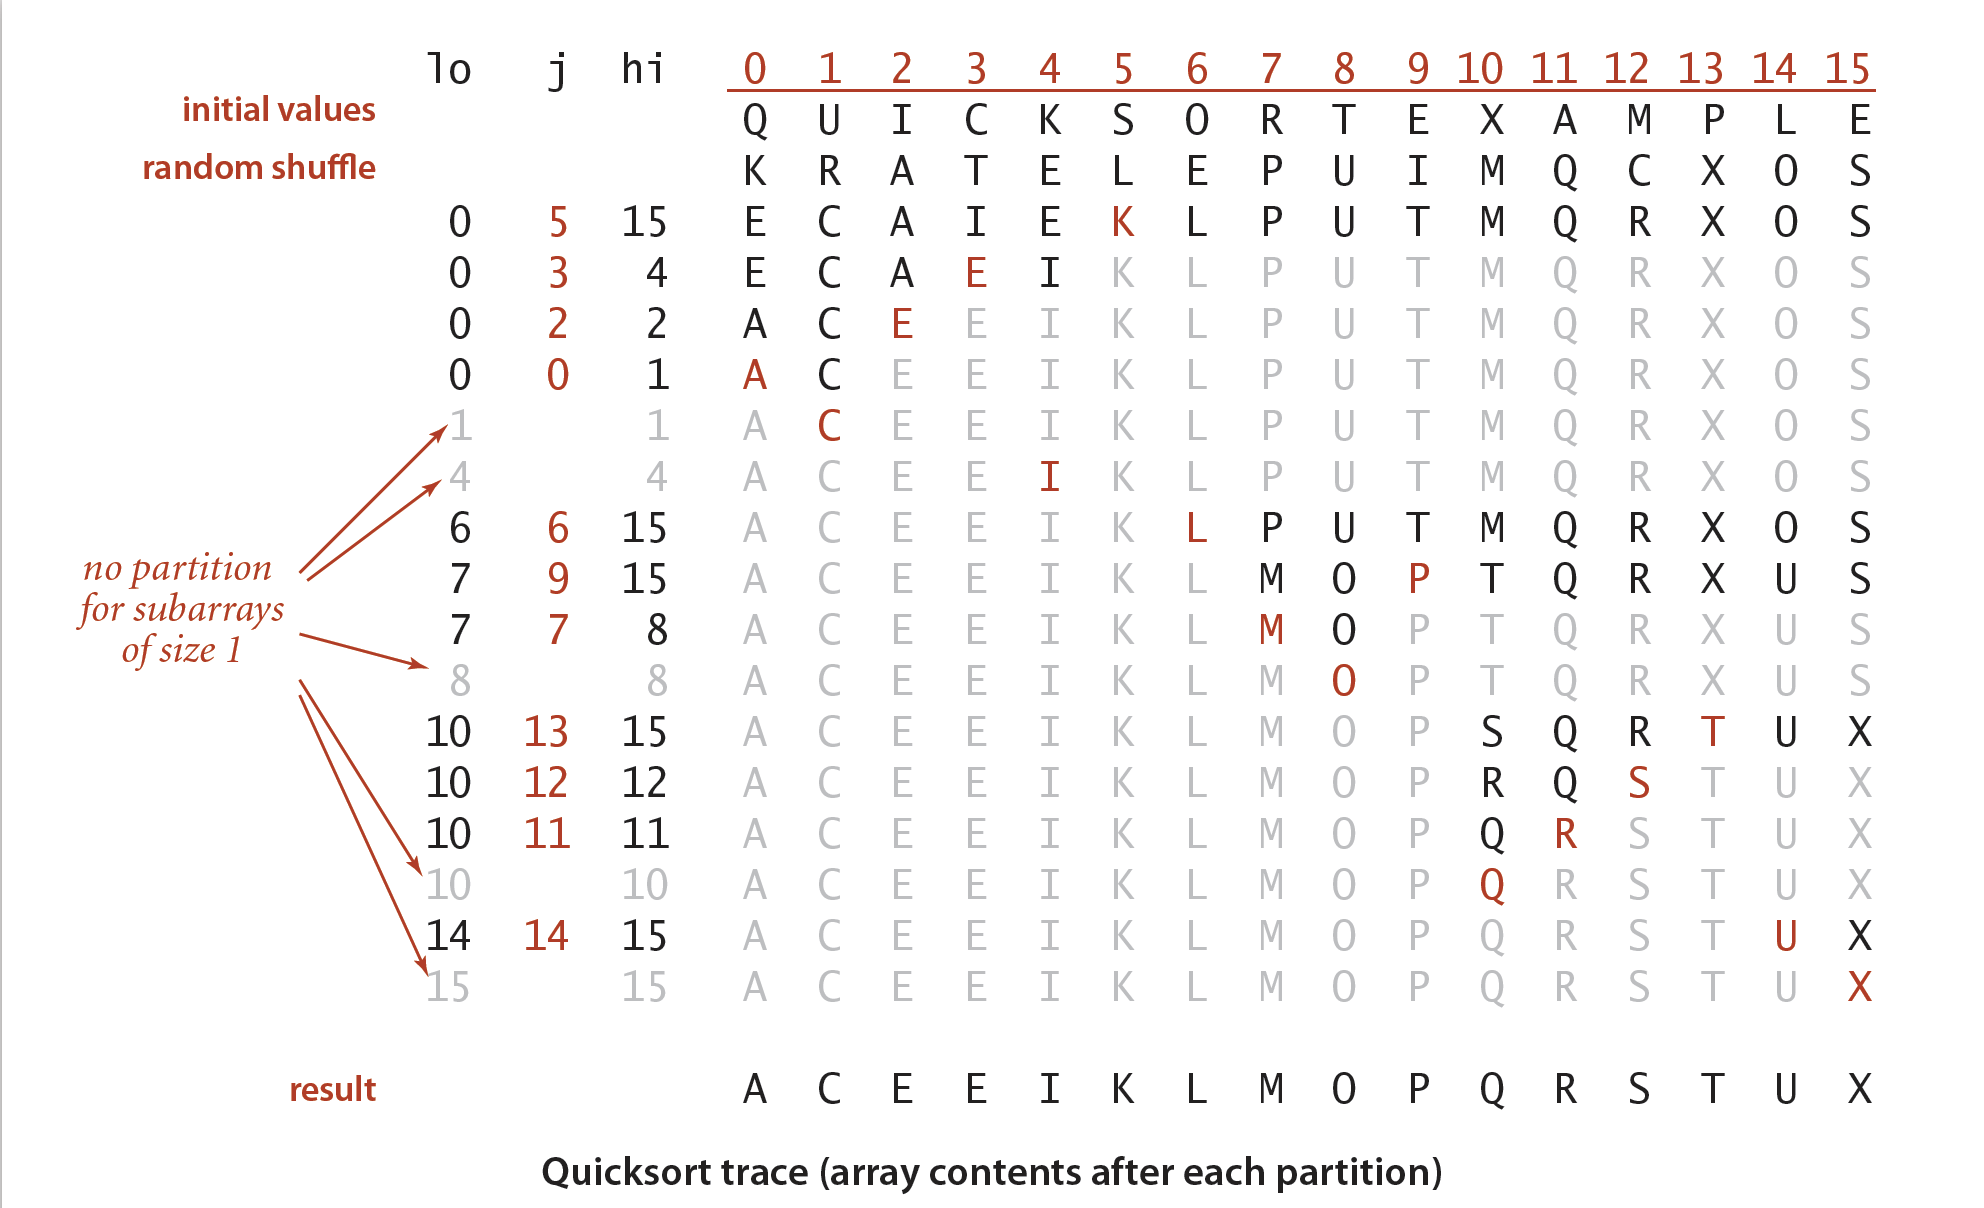 lo j hi 0 1 2 3 4 5 6 7 8 9 10 11 12 13 14 15
initial values Q U I C K S O R T E X A M P L E
random shuffle K R A T E L E P U I M Q C X O S
0 5 15 E C A I E K L P U T M Q R X O S
0 3 4 E C A E I K L P U T M Q R X O S
0 2 2 A C E E I K L P U T M Q R X O S
0 0 1 A C E E I K L P U T M Q R X O S
1 1 A C E E I K L P U T M Q R X O S
4 4 A C E E I K L P U T M Q R X O S
6 6 15 A C E E I K L P U T M Q R X O S
no partition
for subarrays
of size 1
7 9 15 A C E E I K L M O P T Q R X U S
7 7 8 A C E E I K L M O P T Q R X U S
8 8 A C E E I K L M O P T Q R X U S
10 13 15 A C E E I K L M O P S Q R T U X
10 12 12 A C E E I K L M O P R Q S T U X
10 11 11 A C E E I K L M O P Q R S T U X
10 10 A C E E I K L M O P Q R S T U X
14 14 15 A C E E I K L M O P Q R S T U X
15 15 A C E E I K L M O P Q R S T U X
result A C E E I K L M O P Q R S T U X
Quicksort trace (array contents after each partition)